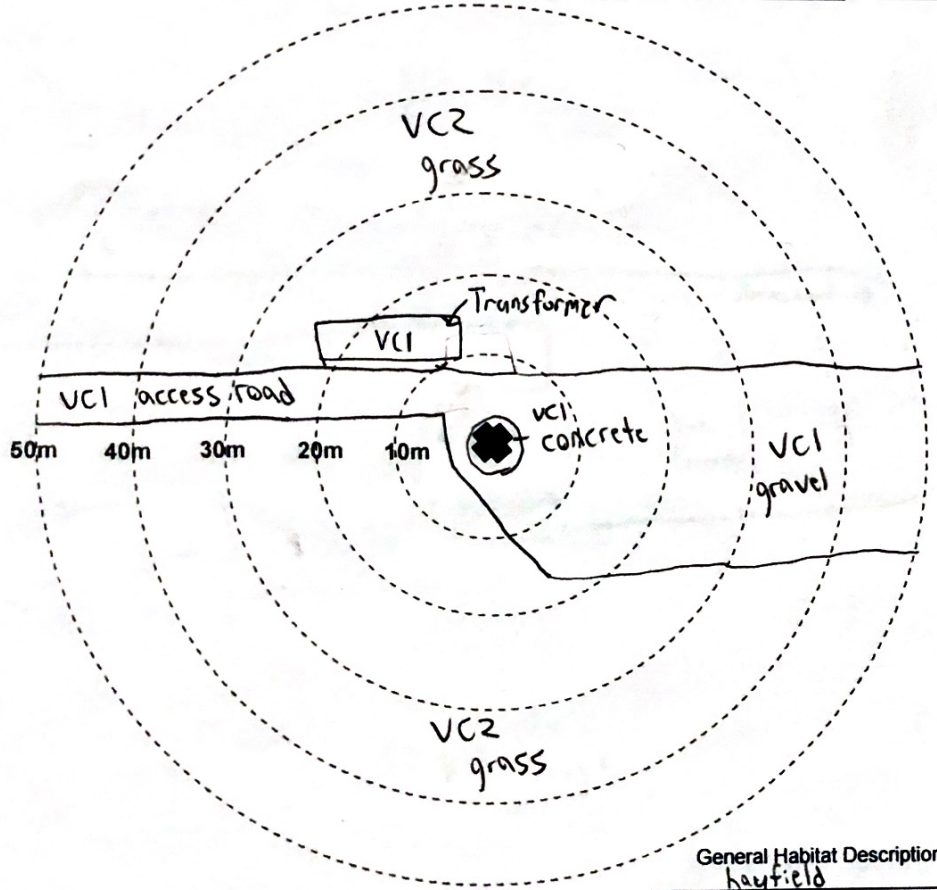 VC2
grass
Transformer
VC1
VC1 access road
VC1
concrete
50m 40m 30m 20m 10m
VC1
gravel
VC2
grass
General Habitat Description
hayfield